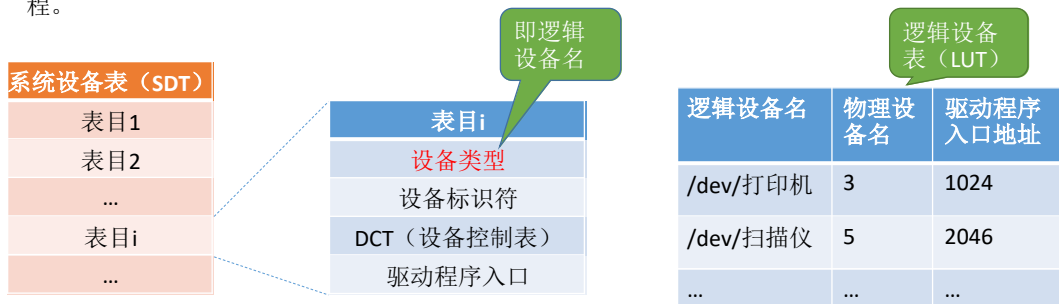 程。
即逻辑
设备名
逻辑设备
表（LUT）
系统设备表（SDT）
表目1
表目2
…
表目i
…
表目i
设备类型
设备标识符
DCT（设备控制表）
驱动程序入口
逻辑设备名 物理设备名 驱动程序入口地址
/dev/打印机 3 1024
/dev/扫描仪 5 2046
… … …